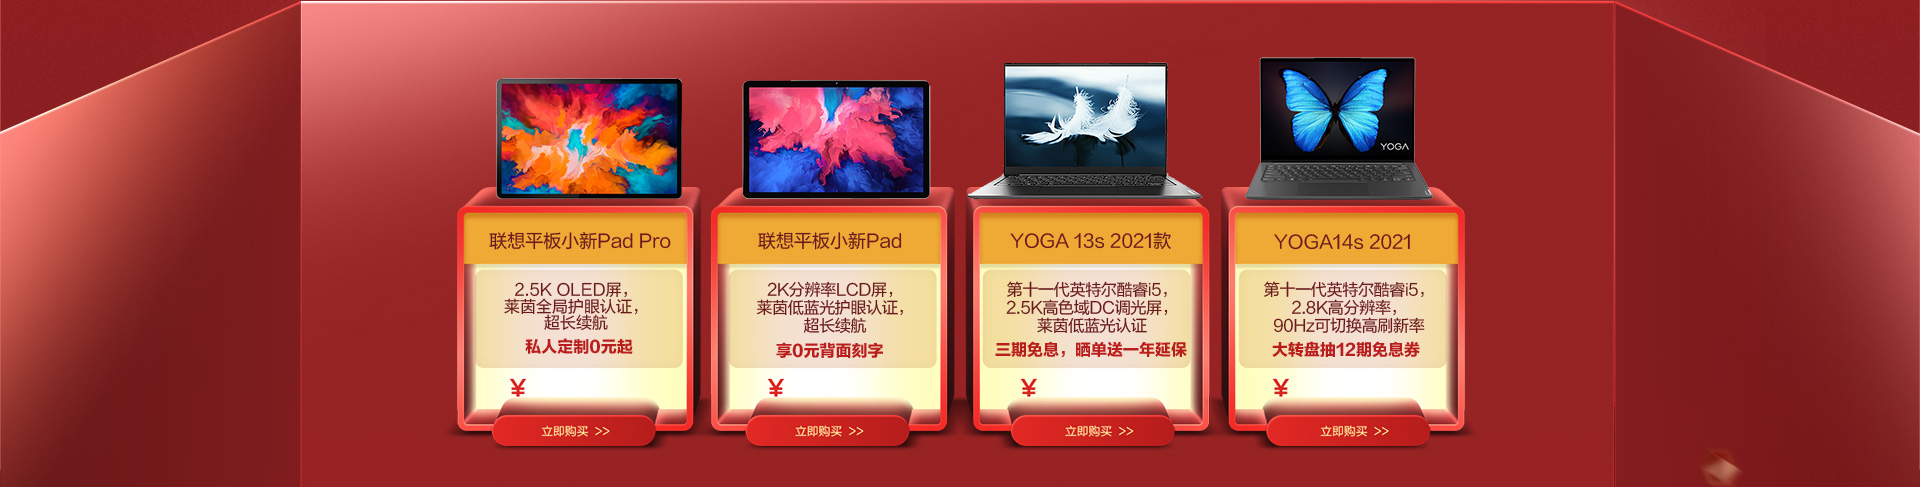 YOGA
联想平板小新Pad Pro
2.5K OLED屏，
莱茵全局护眼认证，
超长续航
私人定制0元起
¥
立即购买 >>
联想平板小新Pad
2K分辨率LCD屏，
莱茵低蓝光护眼认证，
超长续航
享0元背面刻字
¥
立即购买 >>
YOGA 13s 2021款
第十一代英特尔酷睿i5，
2.5K高色域DC调光屏，
莱茵低蓝光认证
三期免息，晒单送一年延保
¥
立即购买 >>
YOGA14s 2021
第十一代英特尔酷睿i5，
2.8K高分辨率，
90Hz可切换高刷新率
大转盘抽12期免息券
¥
立即购买 >>